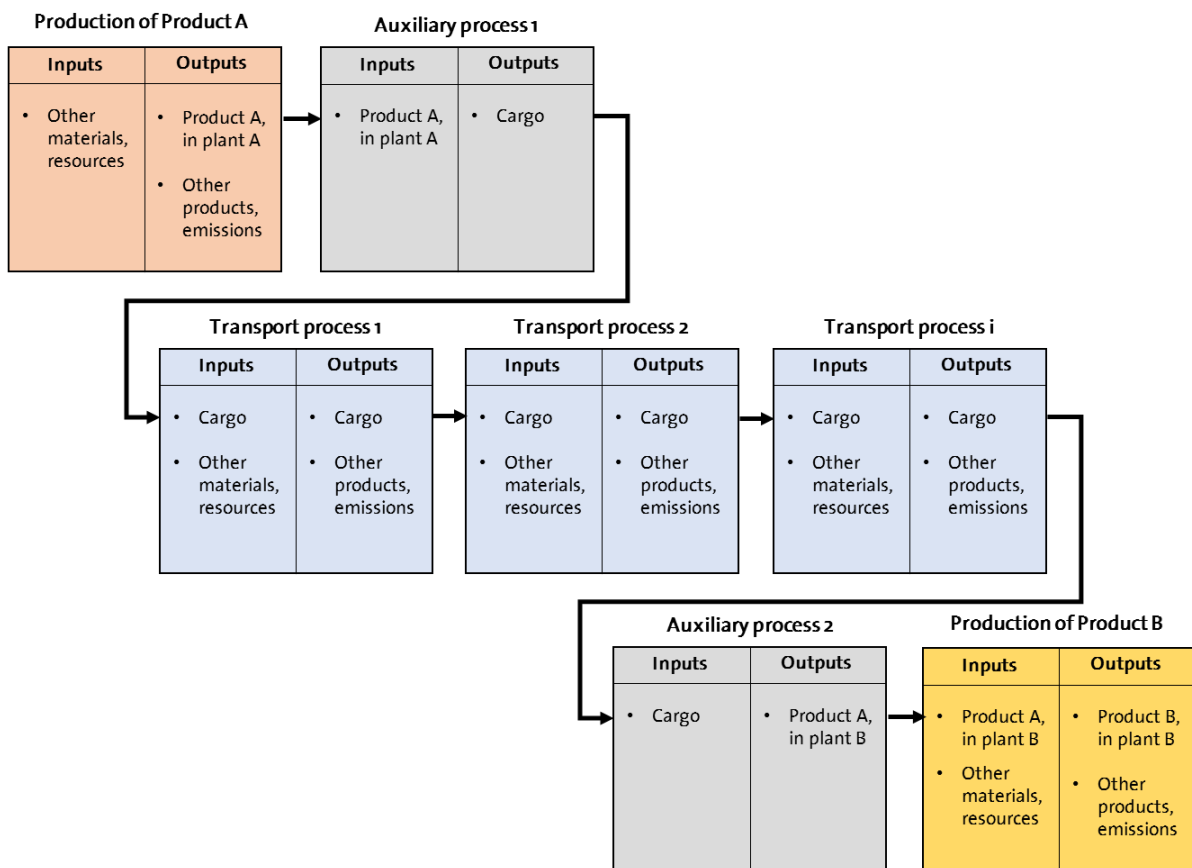 Production of Product A
Inputs
Outputs
• Other
materials,
resources
• Product A,
in plant A
• Other
products,
emissions
Auxiliary process 1
Inputs
Outputs
• Product A,
in plant A
• Cargo
Transport process 1
Inputs
Outputs
• Cargo
• Other
materials,
resources
• Cargo
• Other
products,
emissions
Transport process 2
Inputs
Outputs
• Cargo
• Other
materials,
resources
• Cargo
• Other
products,
emissions
Transport process i
Inputs
Outputs
• Cargo
• Other
materials,
resources
• Cargo
• Other
products,
emissions
Auxiliary process 2
Inputs
Outputs
• Cargo
• Product A,
in plant B
Production of Product B
Inputs
Outputs
• Product A,
in plant B
• Other
materials,
resources
• Product B,
in plant B
• Other
products,
emissions